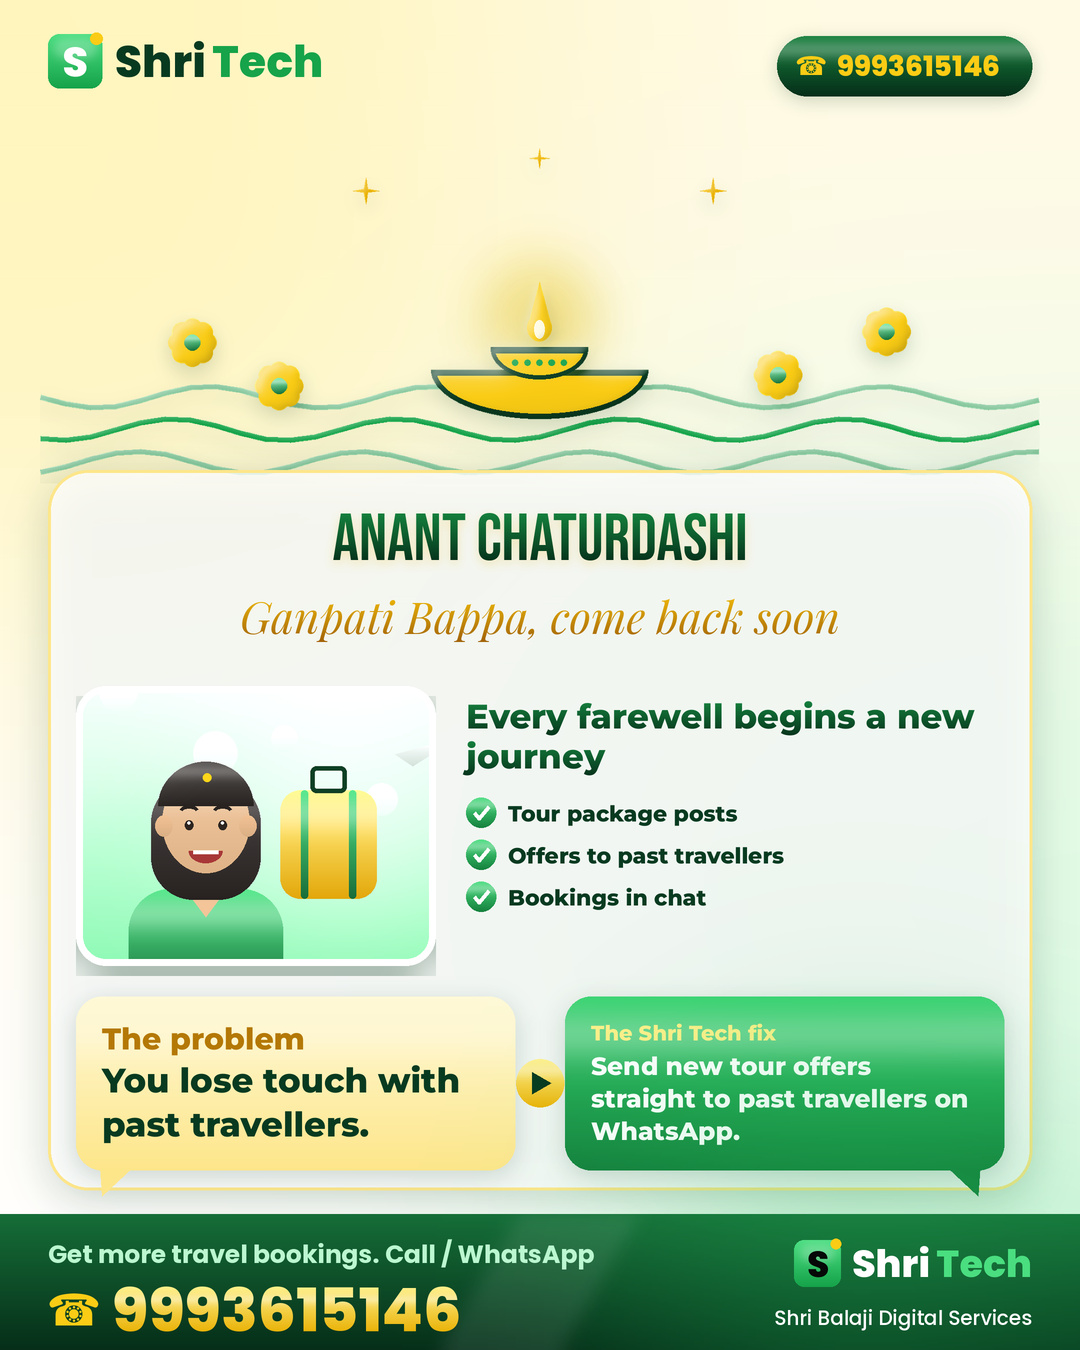 S Shri Tech
☎ 9993615146
ANANT CHATURDASHI
Ganpati Bappa, come back soon
Every farewell begins a new
journey
Tour package posts
Offers to past travellers
Bookings in chat
The problem
You lose touch with
past travellers.
The Shri Tech fix
Send new tour offers
straight to past travellers on
WhatsApp.
Get more travel bookings. Call / WhatsApp
☎ 9993615146
S Shri Tech
Shri Balaji Digital Services